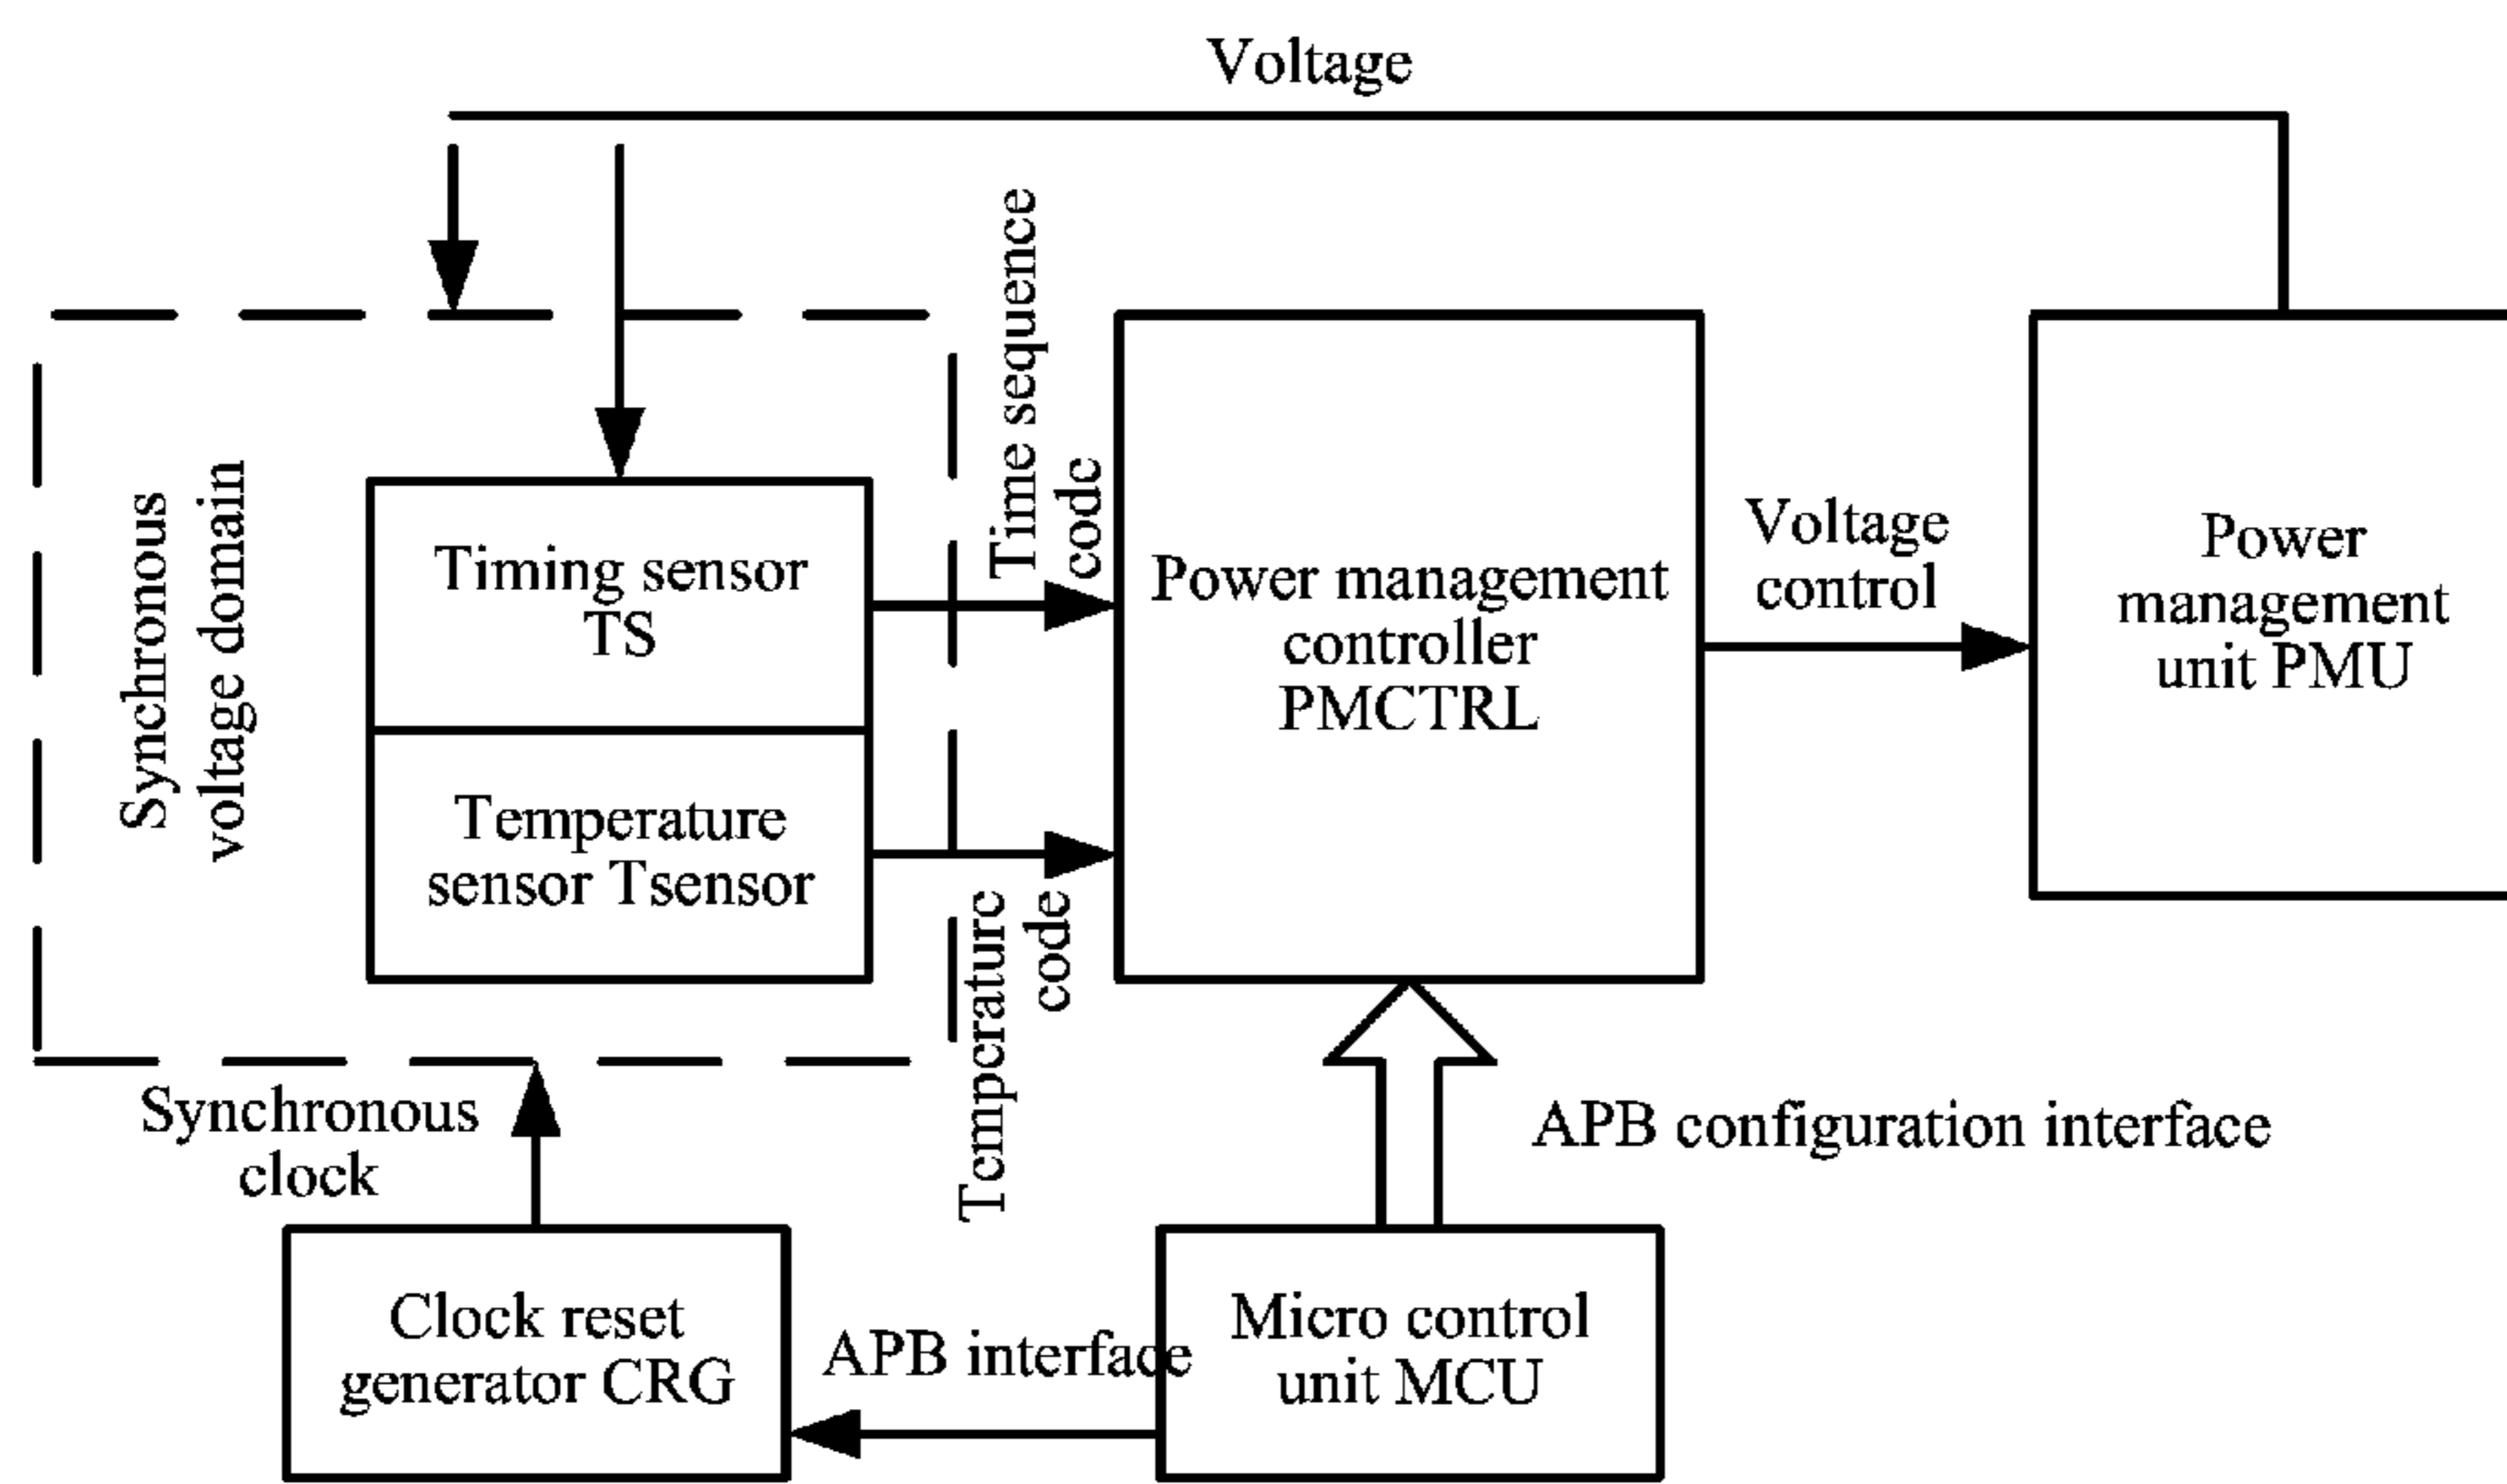 Voltage
Synchronous
voltage domain
Timing sensor
TS
Temperature
sensor Tsensor
Time sequence
code
Temperature
code
Power management
controller
PMCTRL
Voltage
control
Power
management
unit PMU
Synchronous
clock
APB configuration interface
Clock reset
generator CRG
APB interface
Micro control
unit MCU